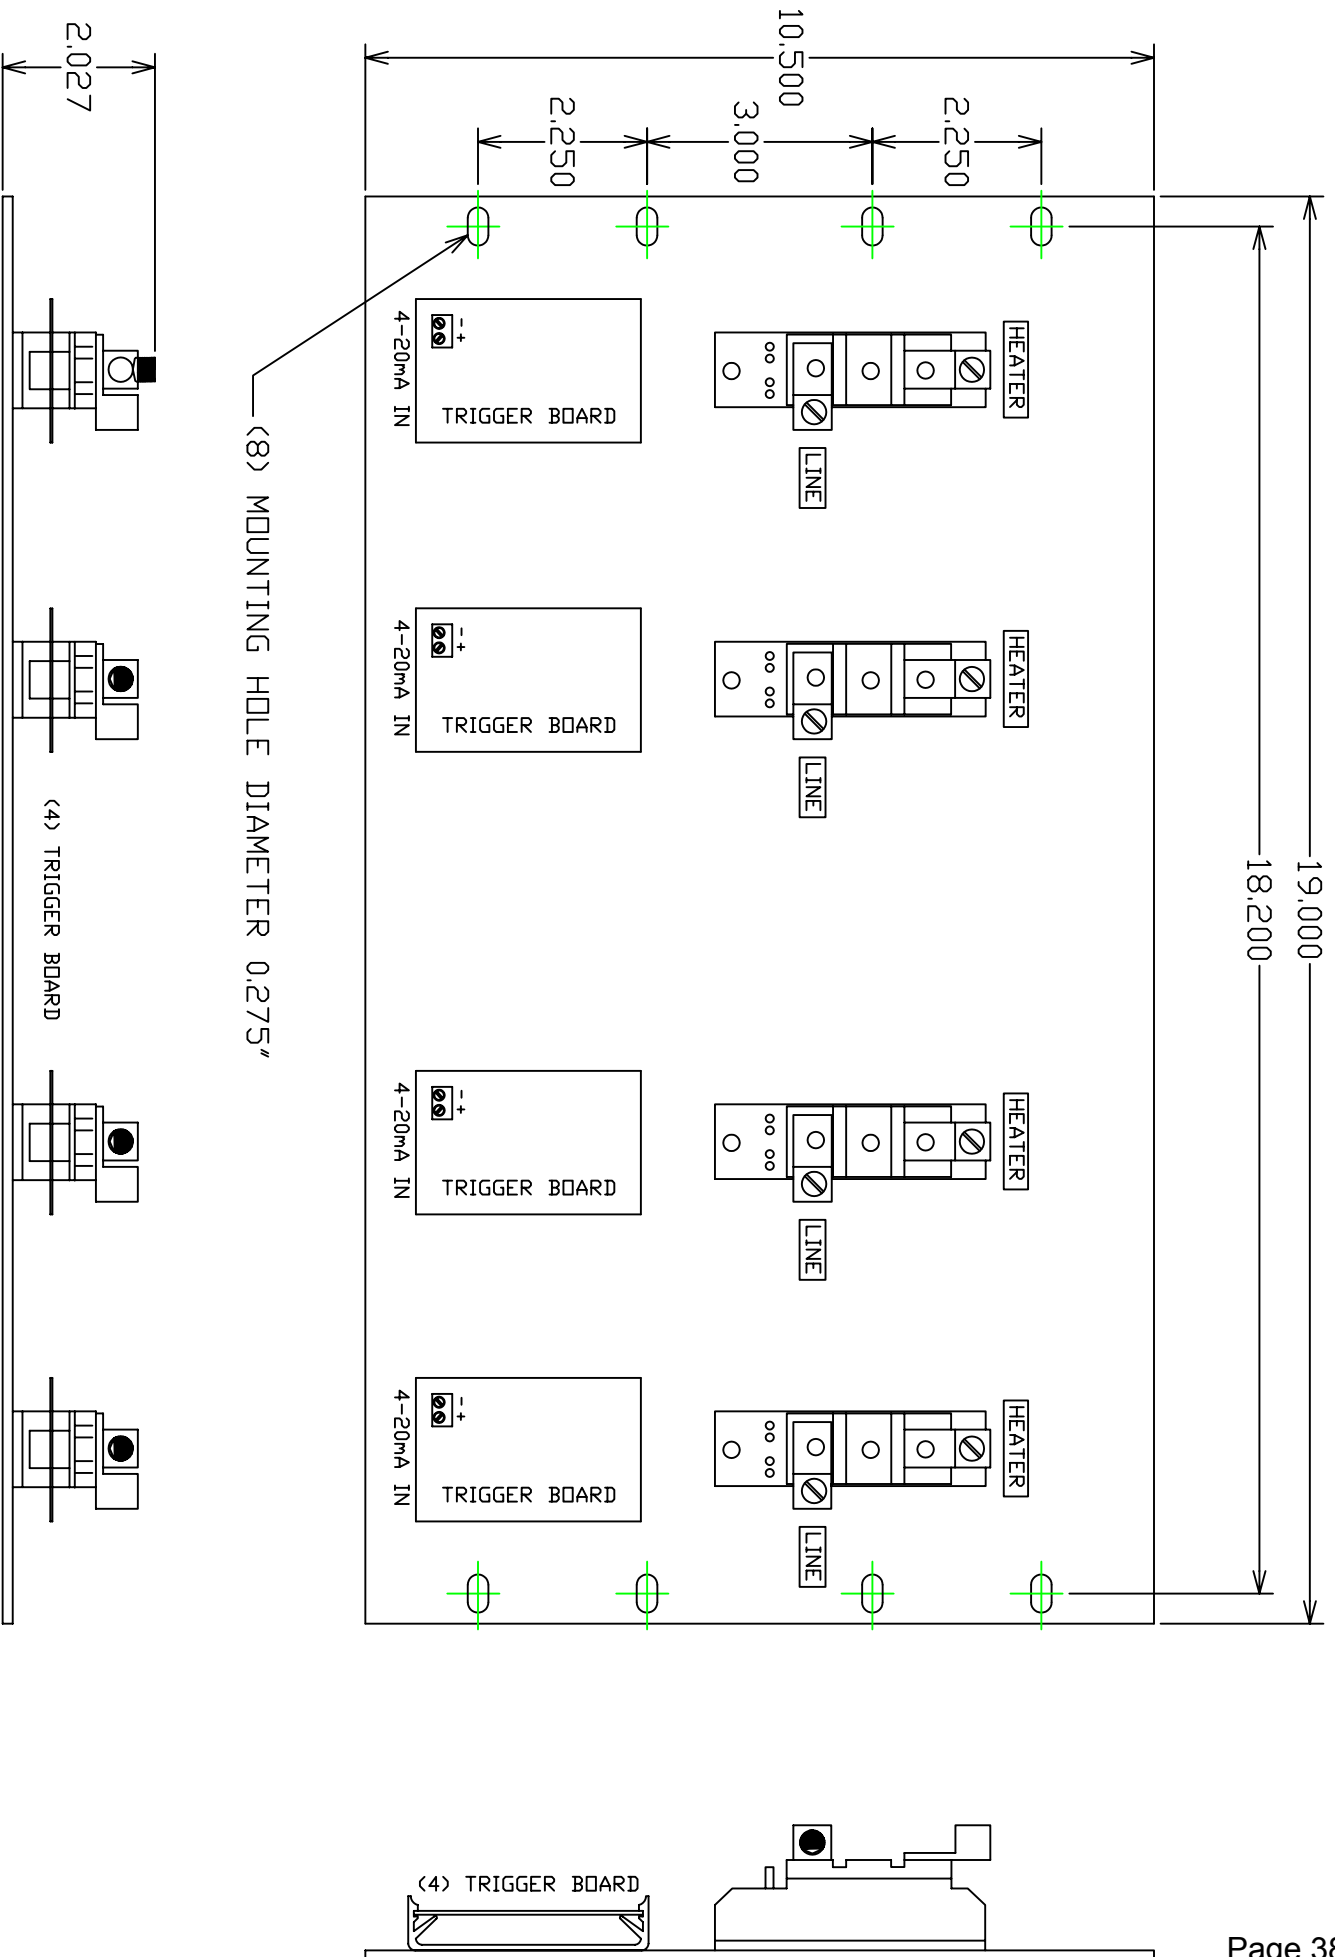 2.027
10.500
2.250
3.000
2.250
19.000
18.200
HEATER
HEATER
HEATER
HEATER
LINE
LINE
LINE
LINE
- +
4-20mA IN
TRIGGER BOARD
- +
4-20mA IN
TRIGGER BOARD
- +
4-20mA IN
TRIGGER BOARD
- +
4-20mA IN
TRIGGER BOARD
(8) MOUNTING HOLE DIAMETER 0.275"
(4) TRIGGER BOARD
(4) TRIGGER BOARD
Page 38